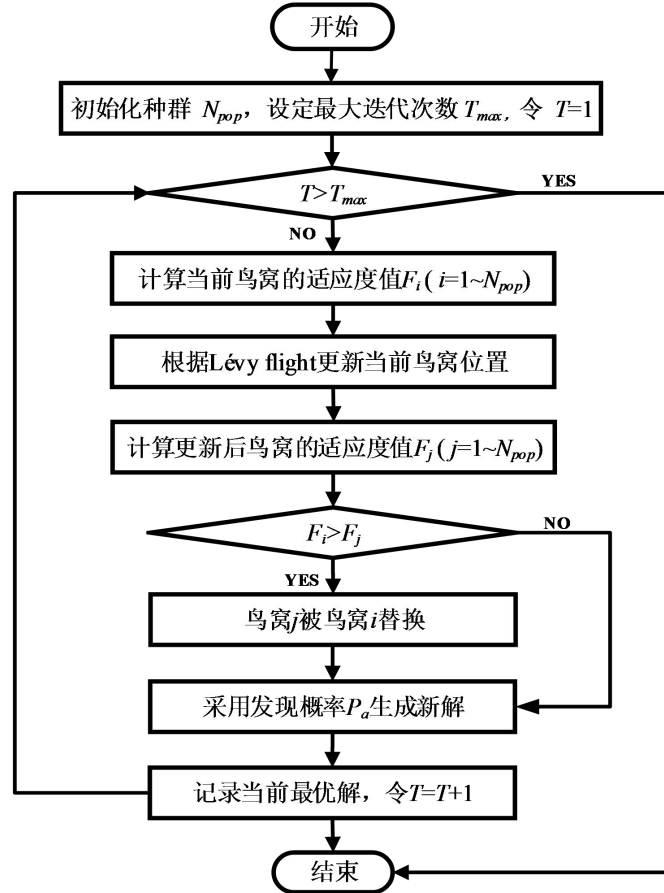 开始
初始化种群 Npop，设定最大迭代次数 Tmax, 令 T=1
T>Tmax
YES
NO
计算当前鸟窝的适应度值Fi ( i=1~Npop)
根据Lévy flight更新当前鸟窝位置
计算更新后鸟窝的适应度值Fj ( j=1~Npop)
Fi>Fj
NO
YES
鸟窝j被鸟窝i替换
采用发现概率Pa生成新解
记录当前最优解，令T=T+1
结束